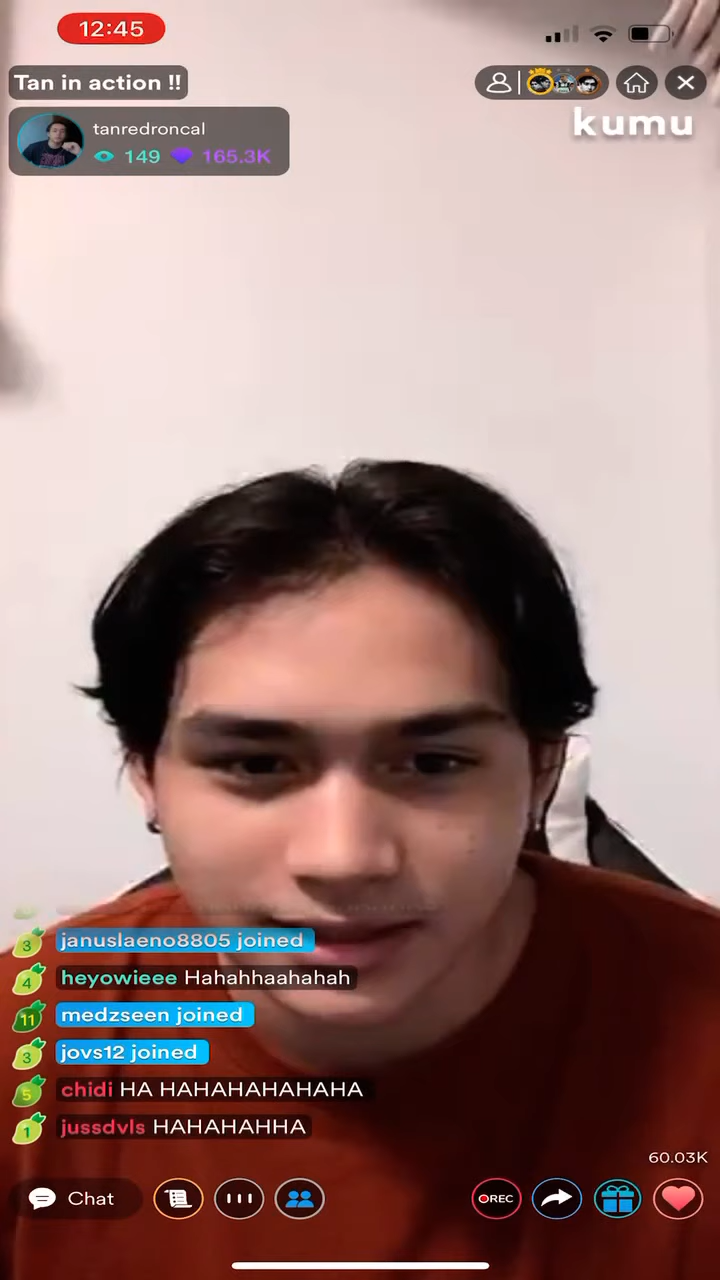 12:45
Tan in action !!
kumu
tanredroncal
149 165.3K
3 januslaeno8805 joined
4 heyowieee Hahahhaahahah
11 medzseen joined
3 jovs12 joined
5 chidi HA HAHAHAHAHAHA
1 jussdvls HAHAHAHHA
60.03K
Chat
REC